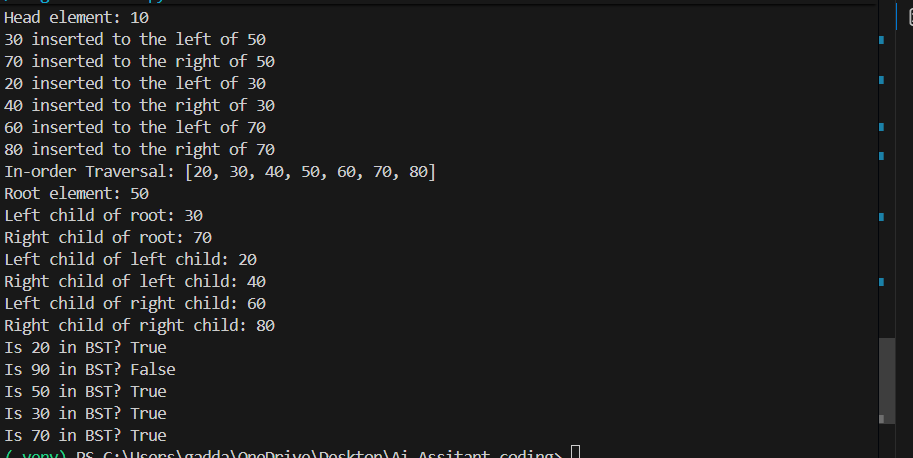 Head element: 10
30 inserted to the left of 50
70 inserted to the right of 50
20 inserted to the left of 30
40 inserted to the right of 30
60 inserted to the left of 70
80 inserted to the right of 70
In-order Traversal: [20, 30, 40, 50, 60, 70, 80]
Root element: 50
Left child of root: 30
Right child of root: 70
Left child of left child: 20
Right child of left child: 40
Left child of right child: 60
Right child of right child: 80
Is 20 in BST? True
Is 90 in BST? False
Is 50 in BST? True
Is 30 in BST? True
Is 70 in BST? True
(.venv) PS C:\Users\gadda\OneDrive\Desktop\Ai Assitant coding>